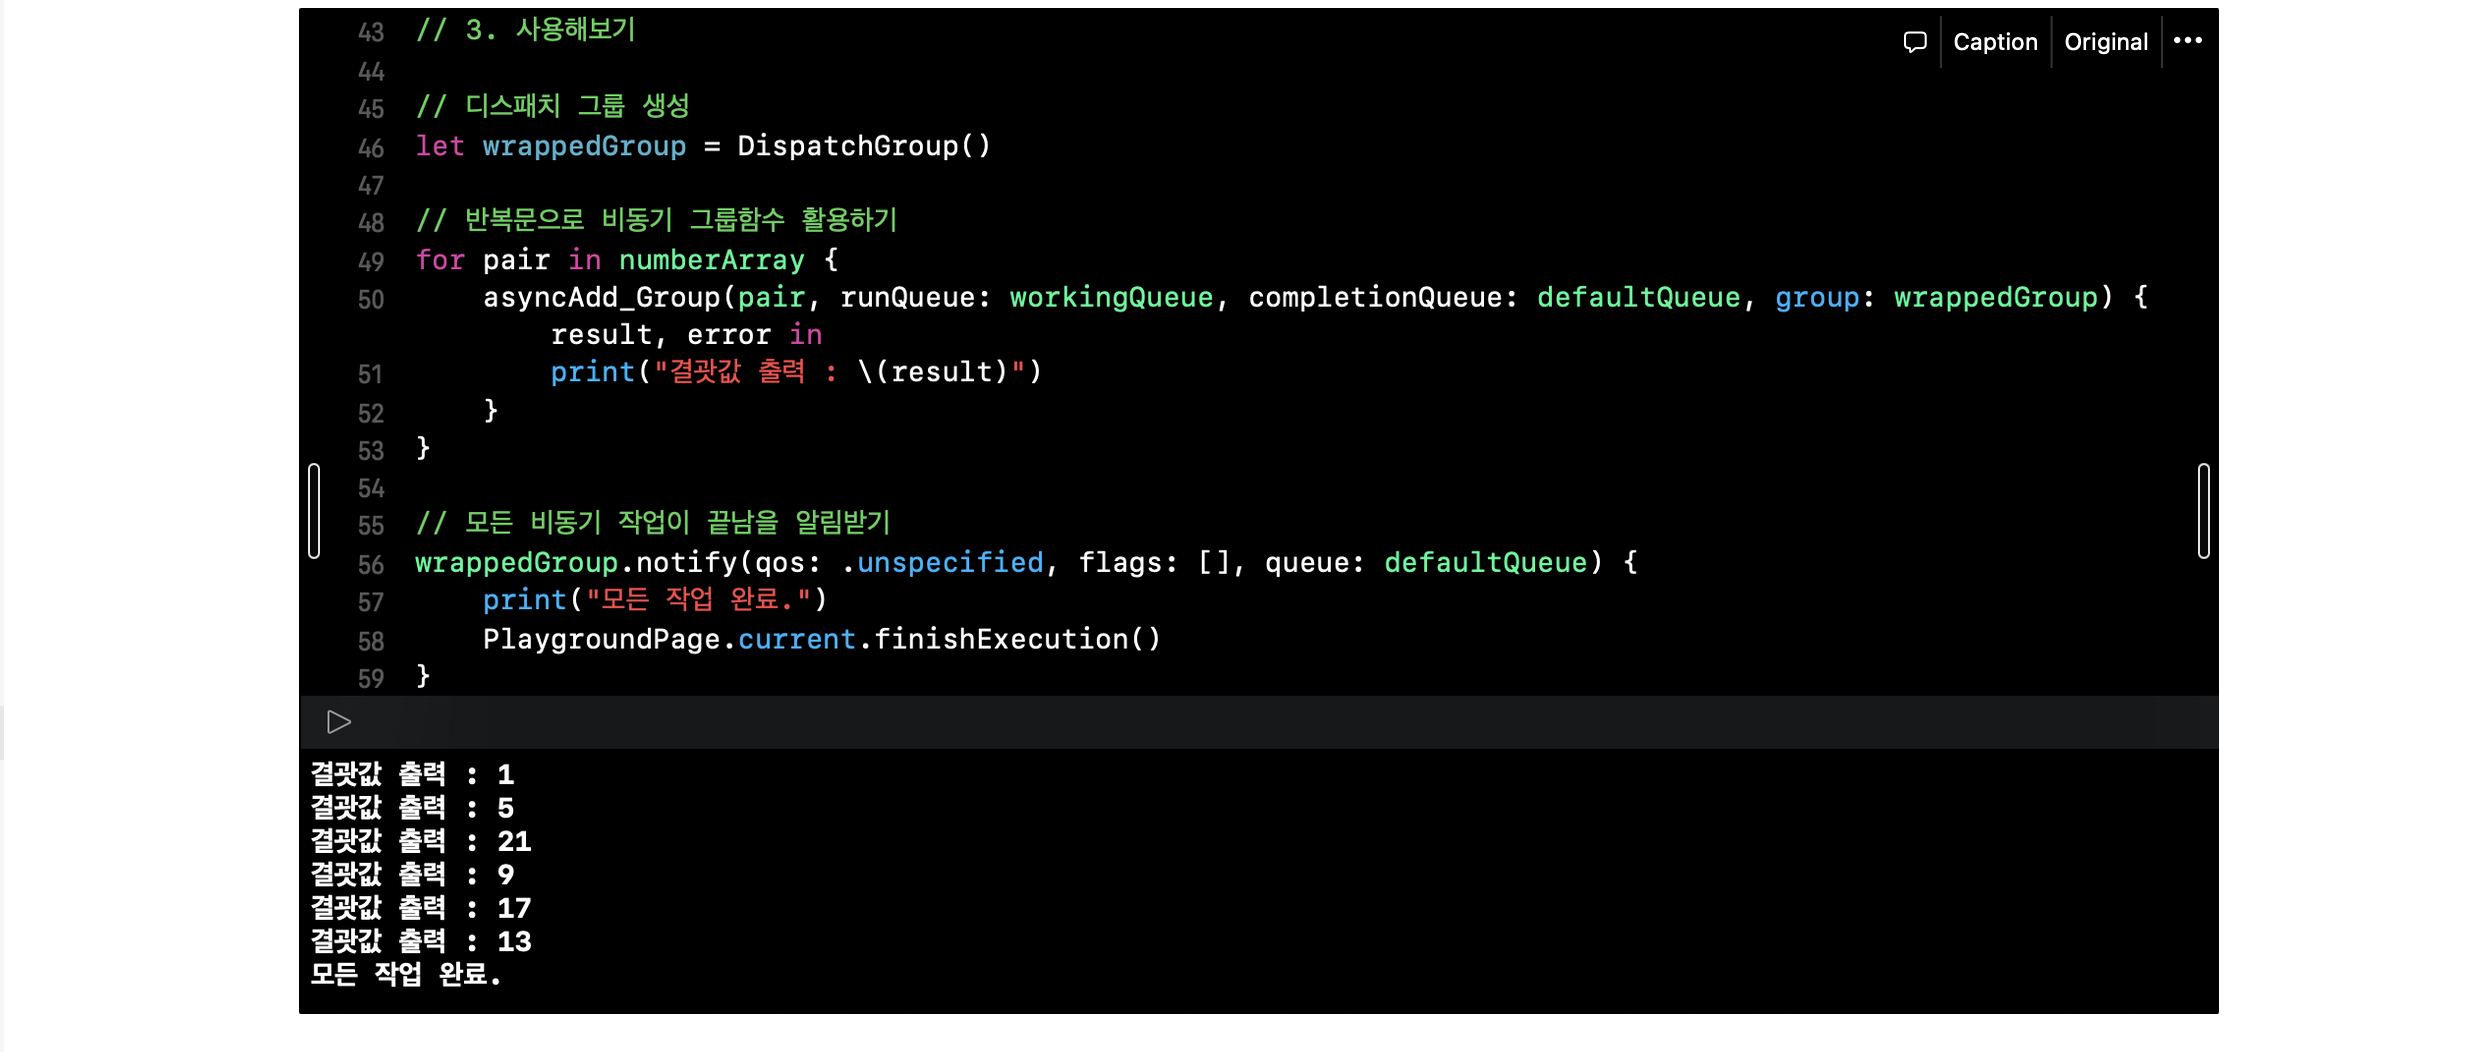 43 // 3. 사용해보기
Caption Original •••
44
45 // 디스패치 그룹 생성
46 let wrappedGroup = DispatchGroup()
47
48 // 반복문으로 비동기 그룹함수 활용하기
49 for pair in numberArray {
50 asyncAdd_Group(pair, runQueue: workingQueue, completionQueue: defaultQueue, group: wrappedGroup) {
result, error in
51 print("결괏값 출력 : \(result)")
52 }
53 }
54
55 // 모든 비동기 작업이 끝남을 알림받기
56 wrappedGroup.notify(qos: .unspecified, flags: [], queue: defaultQueue) {
57 print("모든 작업 완료.")
58 PlaygroundPage.current.finishExecution()
59 }
결괏값 출력 : 1
결괏값 출력 : 5
결괏값 출력 : 21
결괏값 출력 : 9
결괏값 출력 : 17
결괏값 출력 : 13
모든 작업 완료.